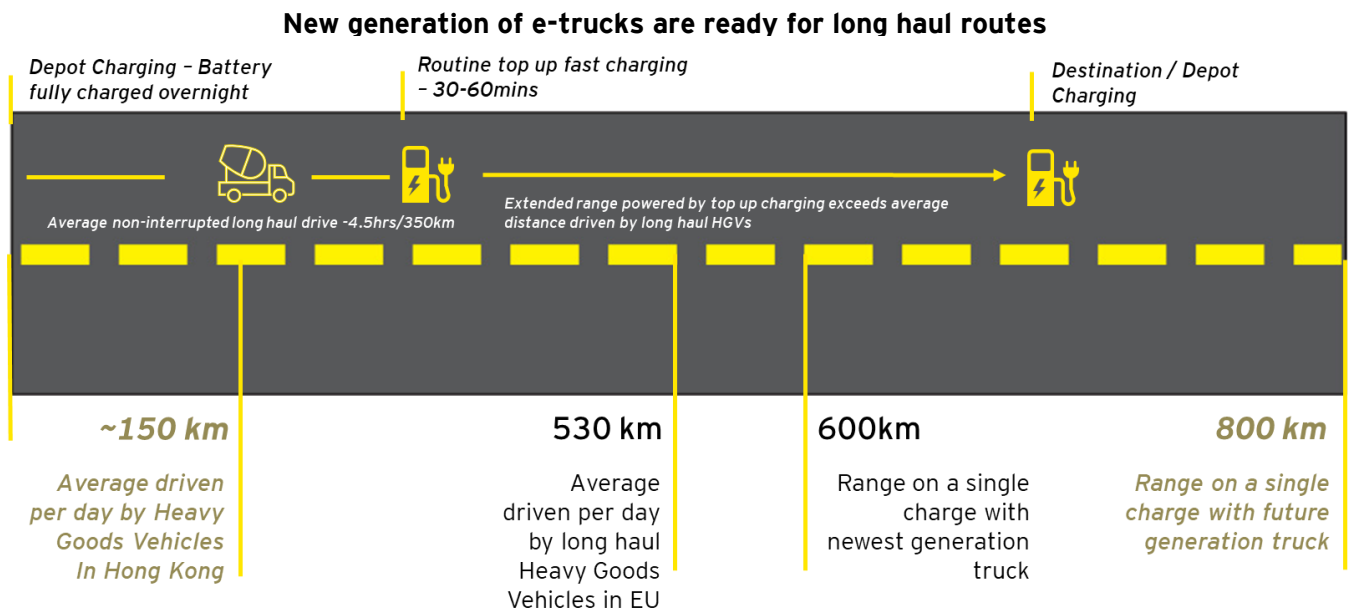 New generation of e-trucks are ready for long haul routes
Depot Charging – Battery
fully charged overnight
Routine top up fast charging
– 30-60mins
Destination / Depot
Charging
Average non-interrupted long haul drive -4.5hrs/350km
Extended range powered by top up charging exceeds average
distance driven by long haul HGVs
~150 km
Average driven
per day by Heavy
Goods Vehicles
In Hong Kong
530 km
Average
driven per day
by long haul
Heavy Goods
Vehicles in EU
600km
Range on a single
charge with
newest generation
truck
800 km
Range on a single
charge with future
generation truck